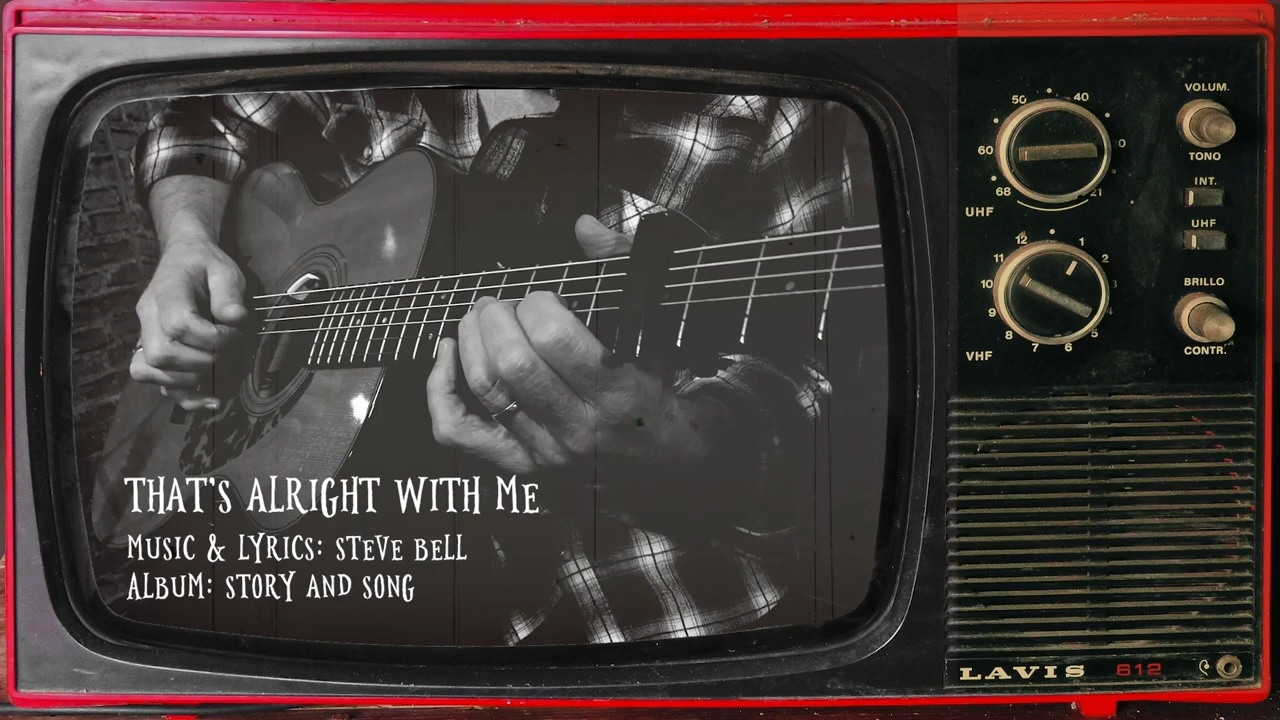 THAT'S ALRIGHT WITH ME
MUSIC & LYRICS: STEVE BELL
ALBUM: STORY AND SONG
50 40
60 0
68 21
UHF
12 1
11 2
10 3
9
8 5
7 6
VHF
VOLUM.
TONO
INT.
UHF
BRILLO
CONTR.
LAVIS 612